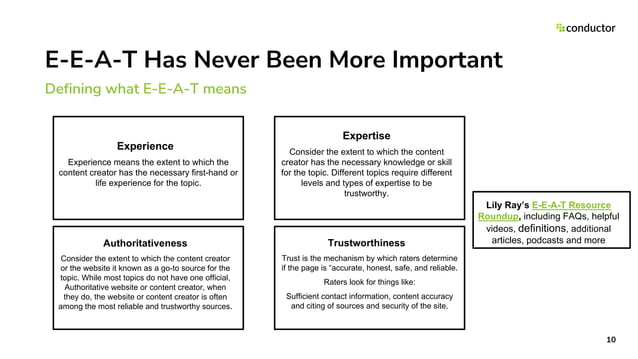 conductor
E-E-A-T Has Never Been More Important
Defining what E-E-A-T means
Experience
Experience means the extent to which the
content creator has the necessary first-hand or
life experience for the topic.
Expertise
Consider the extent to which the content
creator has the necessary knowledge or skill
for the topic. Different topics require different
levels and types of expertise to be
trustworthy.
Authoritativeness
Consider the extent to which the content creator
or the website it known as a go-to source for the
topic. While most topics do not have one official,
Authoritative website or content creator, when
they do, the website or content creator is often
among the most reliable and trustworthy sources.
Trustworthiness
Trust is the mechanism by which raters determine
if the page is “accurate, honest, safe, and reliable.
Raters look for things like:
Sufficient contact information, content accuracy
and citing of sources and security of the site.
Lily Ray’s E-E-A-T Resource
Roundup, including FAQs, helpful
videos, definitions, additional
articles, podcasts and more
10